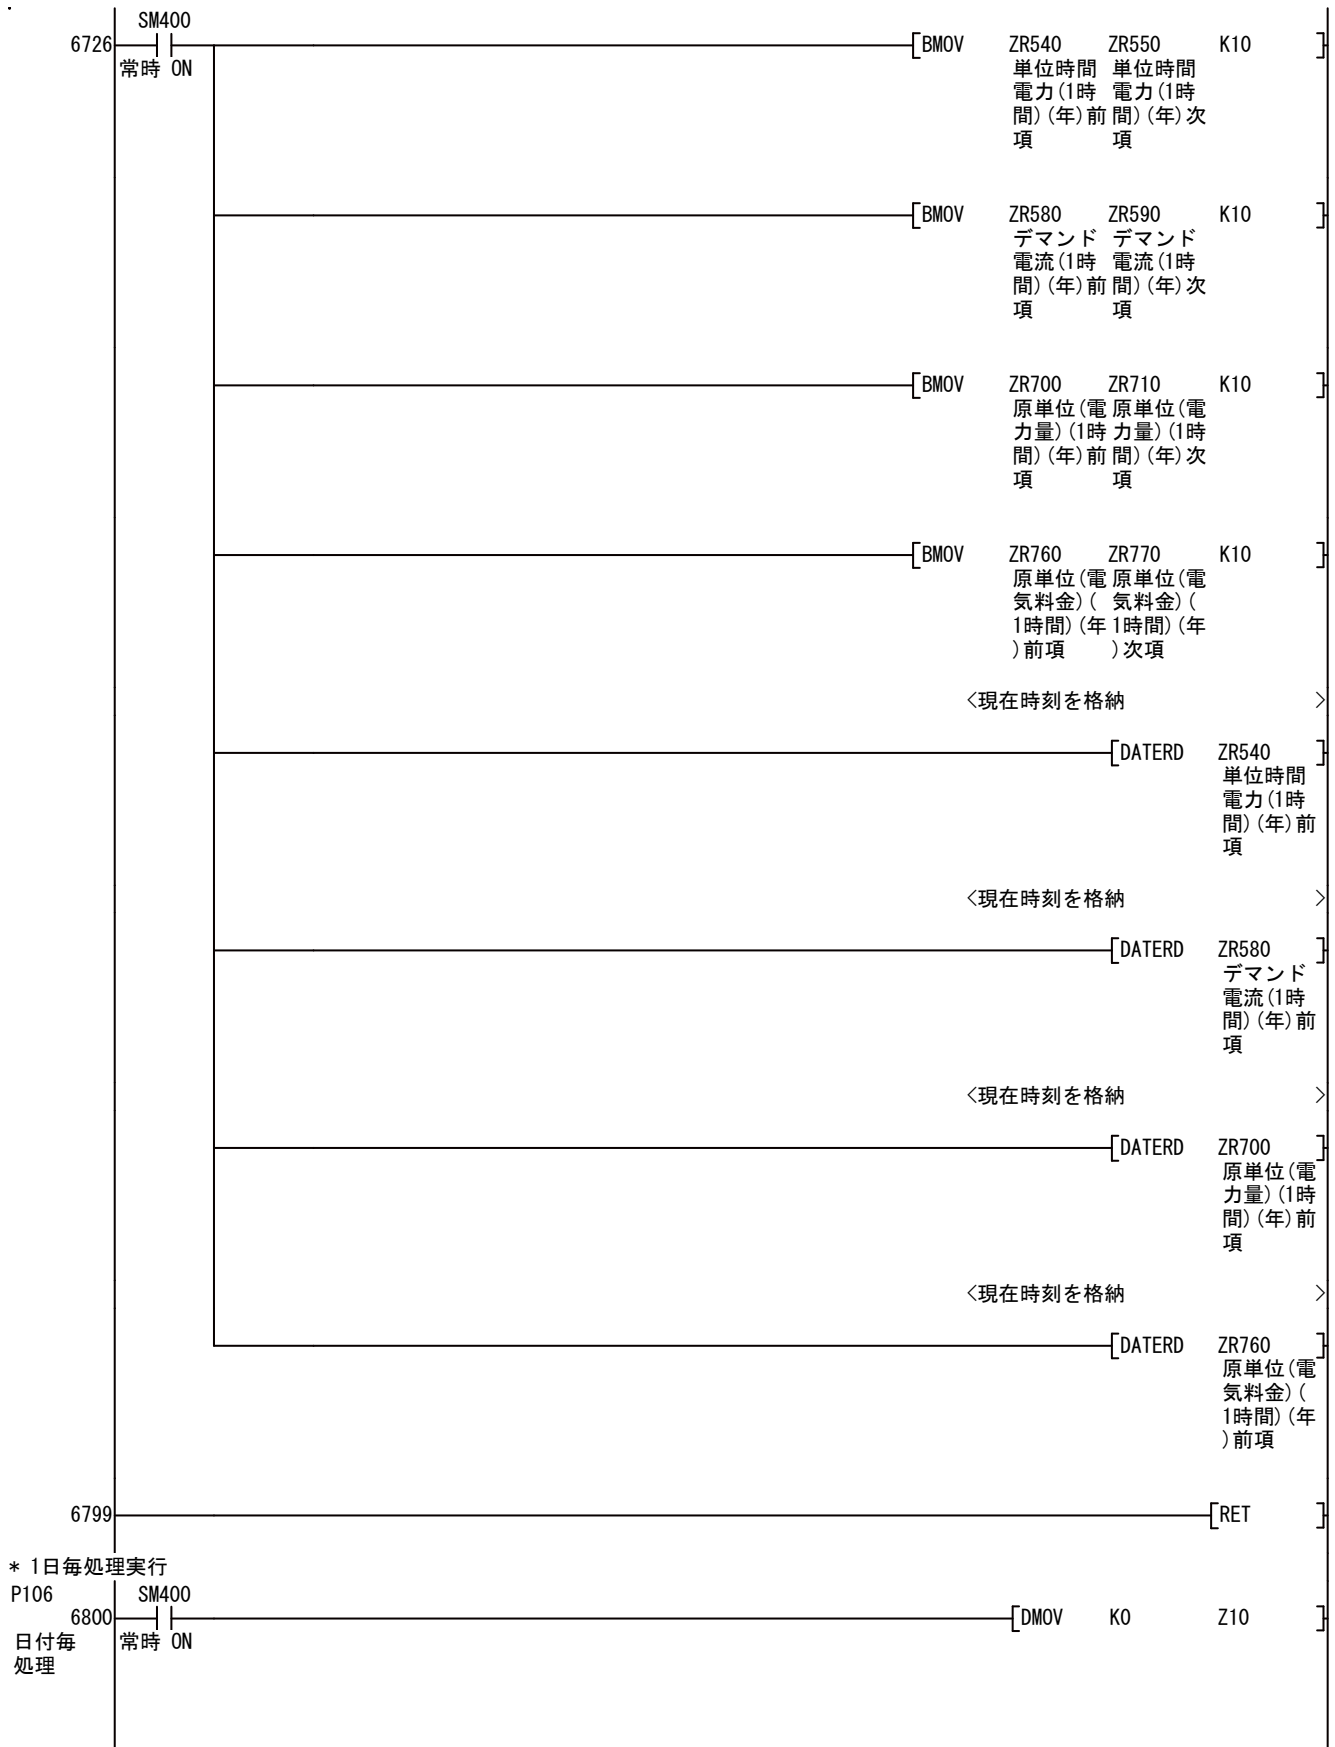 SM400
6726
常時 ON
[BMOV ZR540 ZR550 K10 ]
単位時間 単位時間
電力(1時 電力(1時
間)(年)前 間)(年)次
項 項
[BMOV ZR580 ZR590 K10 ]
デマンド デマンド
電流(1時 電流(1時
間)(年)前 間)(年)次
項 項
[BMOV ZR700 ZR710 K10 ]
原単位(電 原単位(電
力量)(1時 力量)(1時
間)(年)前 間)(年)次
項 項
[BMOV ZR760 ZR770 K10 ]
原単位(電 原単位(電
気料金)( 気料金)(
1時間)(年 1時間)(年
)前項 )次項
<現在時刻を格納 >
[DATERD ZR540 ]
単位時間
電力(1時
間)(年)前
項
<現在時刻を格納 >
[DATERD ZR580 ]
デマンド
電流(1時
間)(年)前
項
<現在時刻を格納 >
[DATERD ZR700 ]
原単位(電
力量)(1時
間)(年)前
項
<現在時刻を格納 >
[DATERD ZR760 ]
原単位(電
気料金)(
1時間)(年
)前項
6799 [RET ]
* 1日毎処理実行
P106 SM400
6800 [DMOV K0 Z10 ]
日付毎 常時 ON
処理